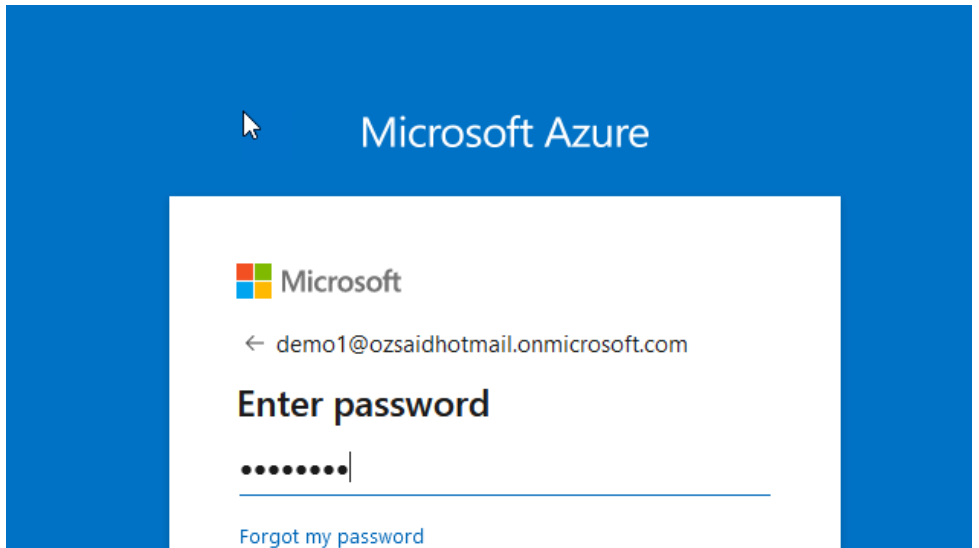 Microsoft Azure
Microsoft
← demo1@ozsaidhotmail.onmicrosoft.com
Enter password
••••••••
Forgot my password